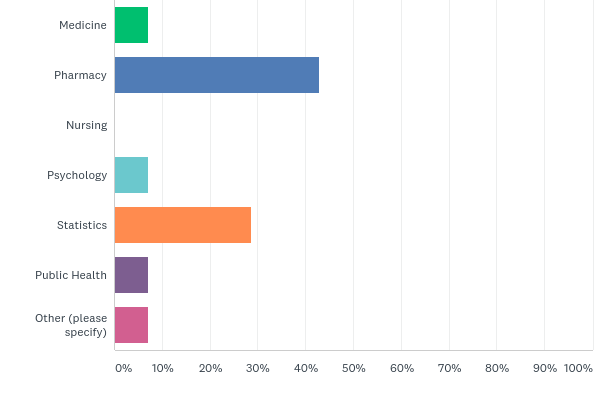 Medicine
Pharmacy
Nursing
Psychology
Statistics
Public Health
Other (please
specify)
0% 10% 20% 30% 40% 50% 60% 70% 80% 90% 100%